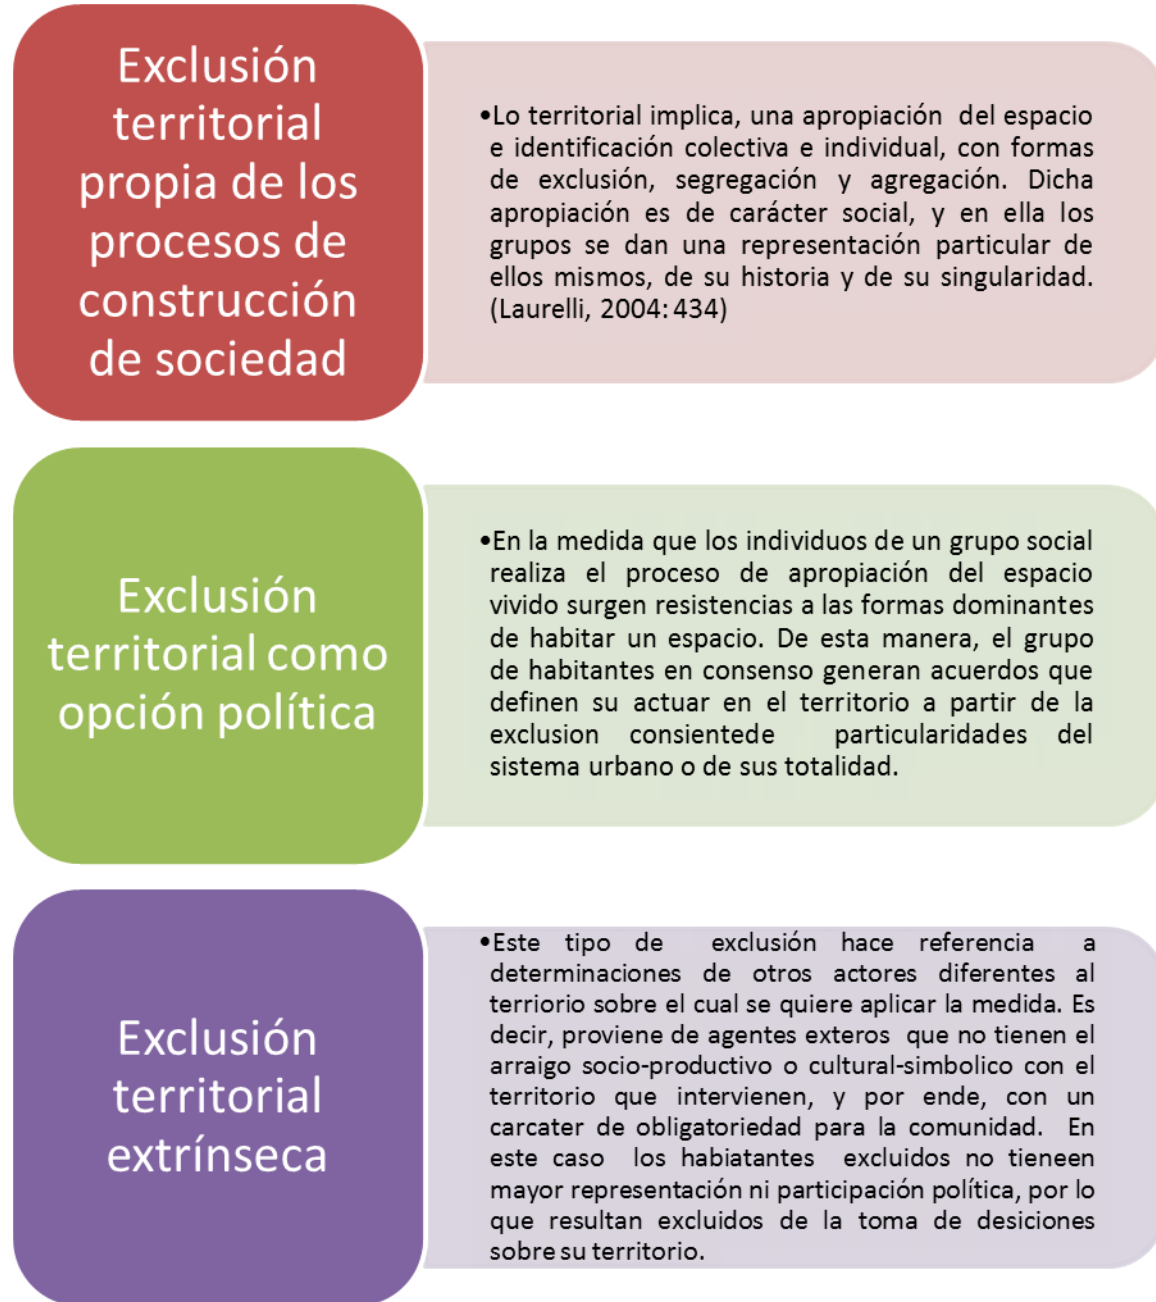 Exclusión
territorial
propia de los
procesos de
construcción
de sociedad
•Lo territorial implica, una apropiación del espacio
e identificación colectiva e individual, con formas
de exclusión, segregación y agregación. Dicha
apropiación es de carácter social, y en ella los
grupos se dan una representación particular de
ellos mismos, de su historia y de su singularidad.
(Laurelli, 2004: 434)
Exclusión
territorial como
opción política
•En la medida que los individuos de un grupo social
realiza el proceso de apropiación del espacio
vivido surgen resistencias a las formas dominantes
de habitar un espacio. De esta manera, el grupo
de habitantes en consenso generan acuerdos que
definen su actuar en el territorio a partir de la
exclusion consientede particularidades del
sistema urbano o de sus totalidad.
Exclusión
territorial
extrínseca
•Este tipo de exclusión hace referencia a
determinaciones de otros actores diferentes al
terriorio sobre el cual se quiere aplicar la medida. Es
decir, proviene de agentes exteros que no tienen el
arraigo socio-productivo o cultural-simbolico con el
territorio que intervienen, y por ende, con un
carcater de obligatoriedad para la comunidad. En
este caso los habiatantes excluidos no tieneen
mayor representación ni participación política, por lo
que resultan excluidos de la toma de desiciones
sobre su territorio.